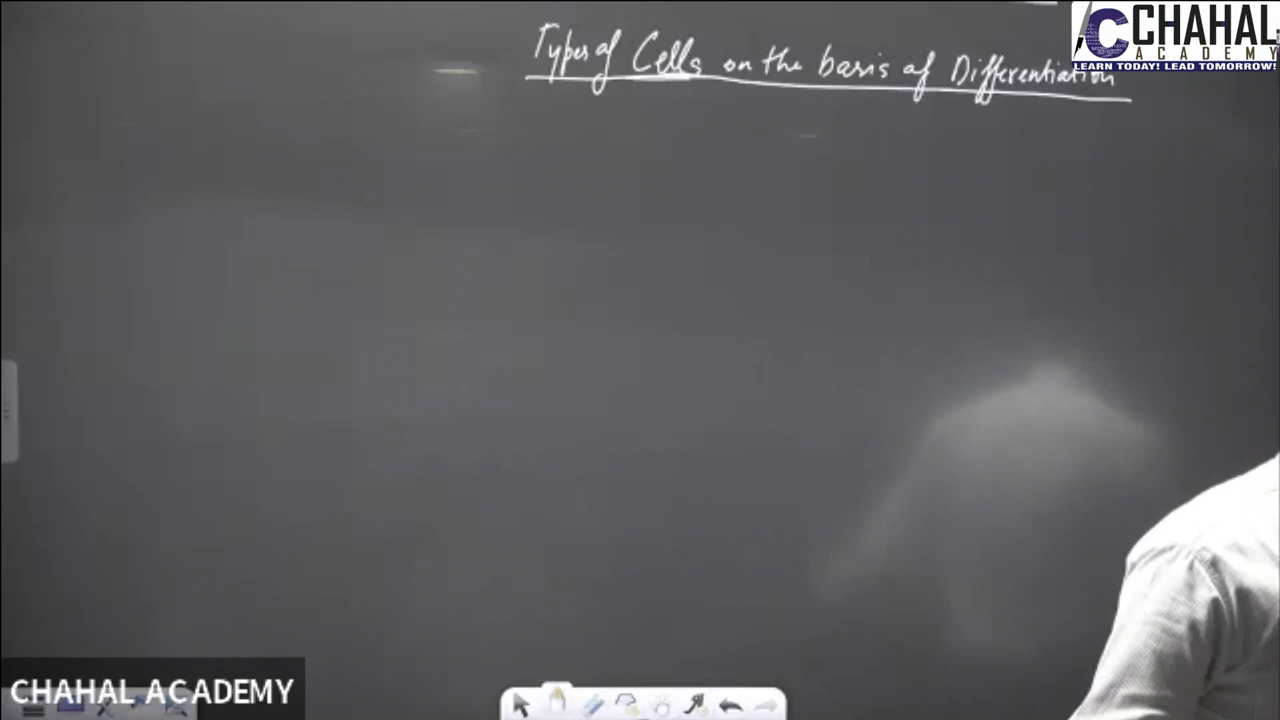 Types of Cells on the basis of Differentiation
CHAHAL
ACADEMY
LEARN TODAY! LEAD TOMORROW!
CHAHAL ACADEMY